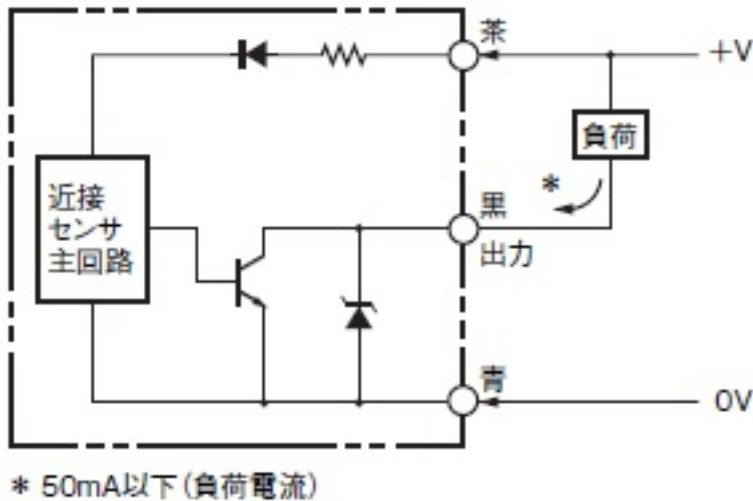 茶
+V
負荷
*
近接
センサ
主回路
黒
出力
青
0V
* 50mA以下(負荷電流)